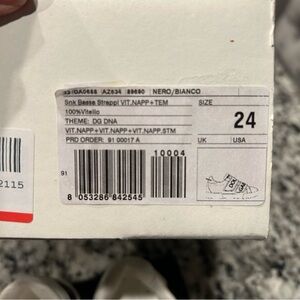 AZ634 89690 NERO/BIANCO
Snk Basse Strappi VIT.NAPP+TEM
100%Vitello
THEME: DG DNA
VIT.NAPP+VIT.NAPP+VIT.NAPP.STM
PRD ORDER: 91 00017 A
SIZE
24
UK
USA
10004
91
8 053286 842545
2115